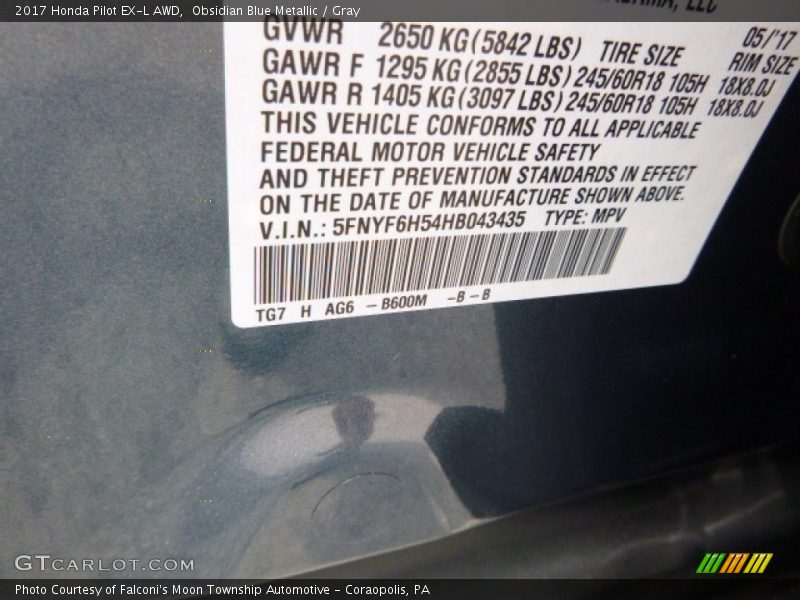 2017 Honda Pilot EX-L AWD, Obsidian Blue Metallic / Gray
LLC
05/'17
GVWR 2650 KG (5842 LBS) TIRE SIZE RIM SIZE
GAWR F 1295 KG (2855 LBS) 245/60R18 105H 18X8.0J
GAWR R 1405 KG (3097 LBS) 245/60R18 105H 18X8.0J
THIS VEHICLE CONFORMS TO ALL APPLICABLE
FEDERAL MOTOR VEHICLE SAFETY
AND THEFT PREVENTION STANDARDS IN EFFECT
ON THE DATE OF MANUFACTURE SHOWN ABOVE.
V.I.N.: 5FNYF6H54HB043435 TYPE: MPV
TG7 H AG6 - B600M -B - B
GTCARLOT.COM
Photo Courtesy of Falconi's Moon Township Automotive - Coraopolis, PA